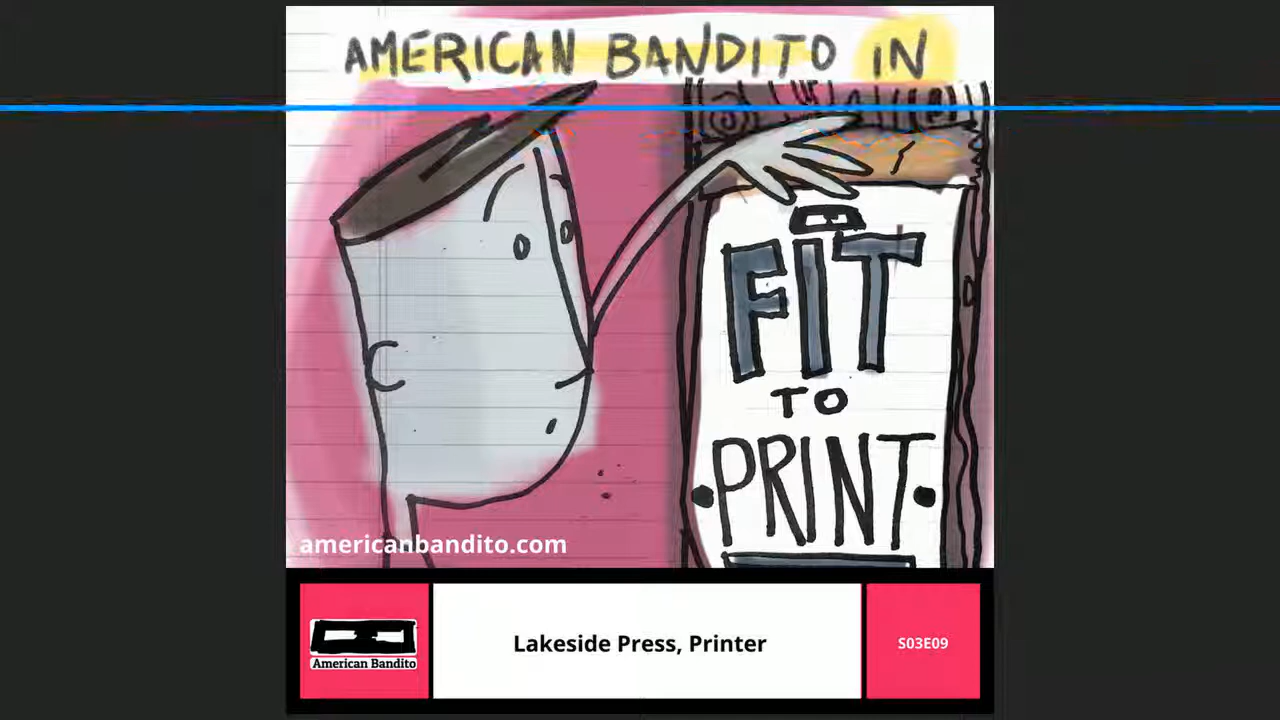 AMERICAN BANDITO iN
FiT
TO
PRINT
americanbandito.com
American Bandito
Lakeside Press, Printer
S03E09